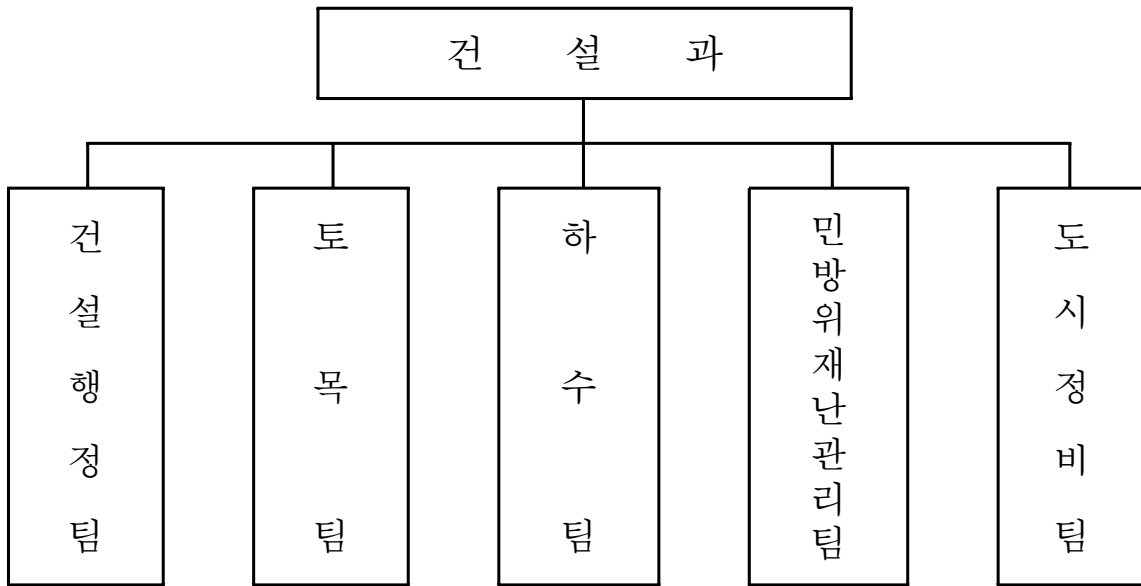 건 설 과
건설행정팀
토목팀
하수팀
민방위재난관리팀
도시정비팀